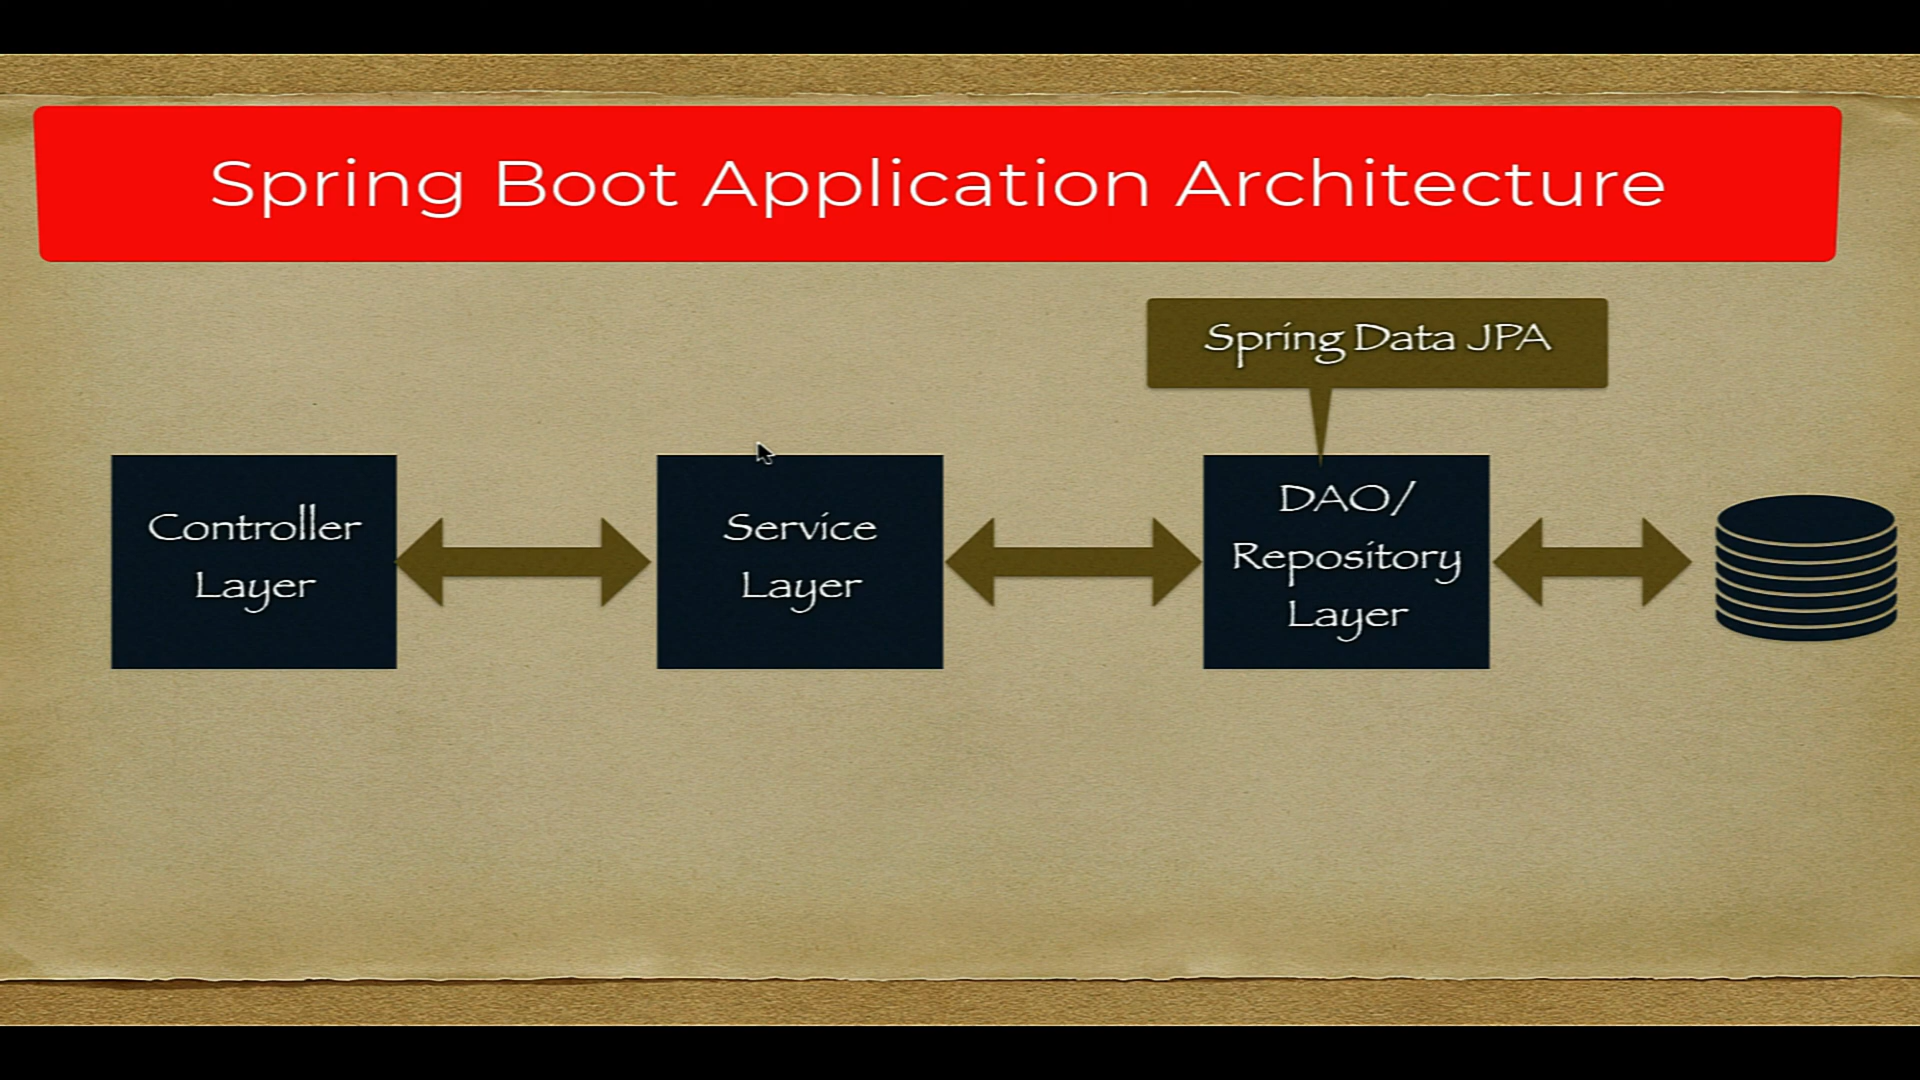 Spring Boot Application Architecture
Spring Data JPA
Controller
Layer
Service
Layer
DAO/
Repository
Layer